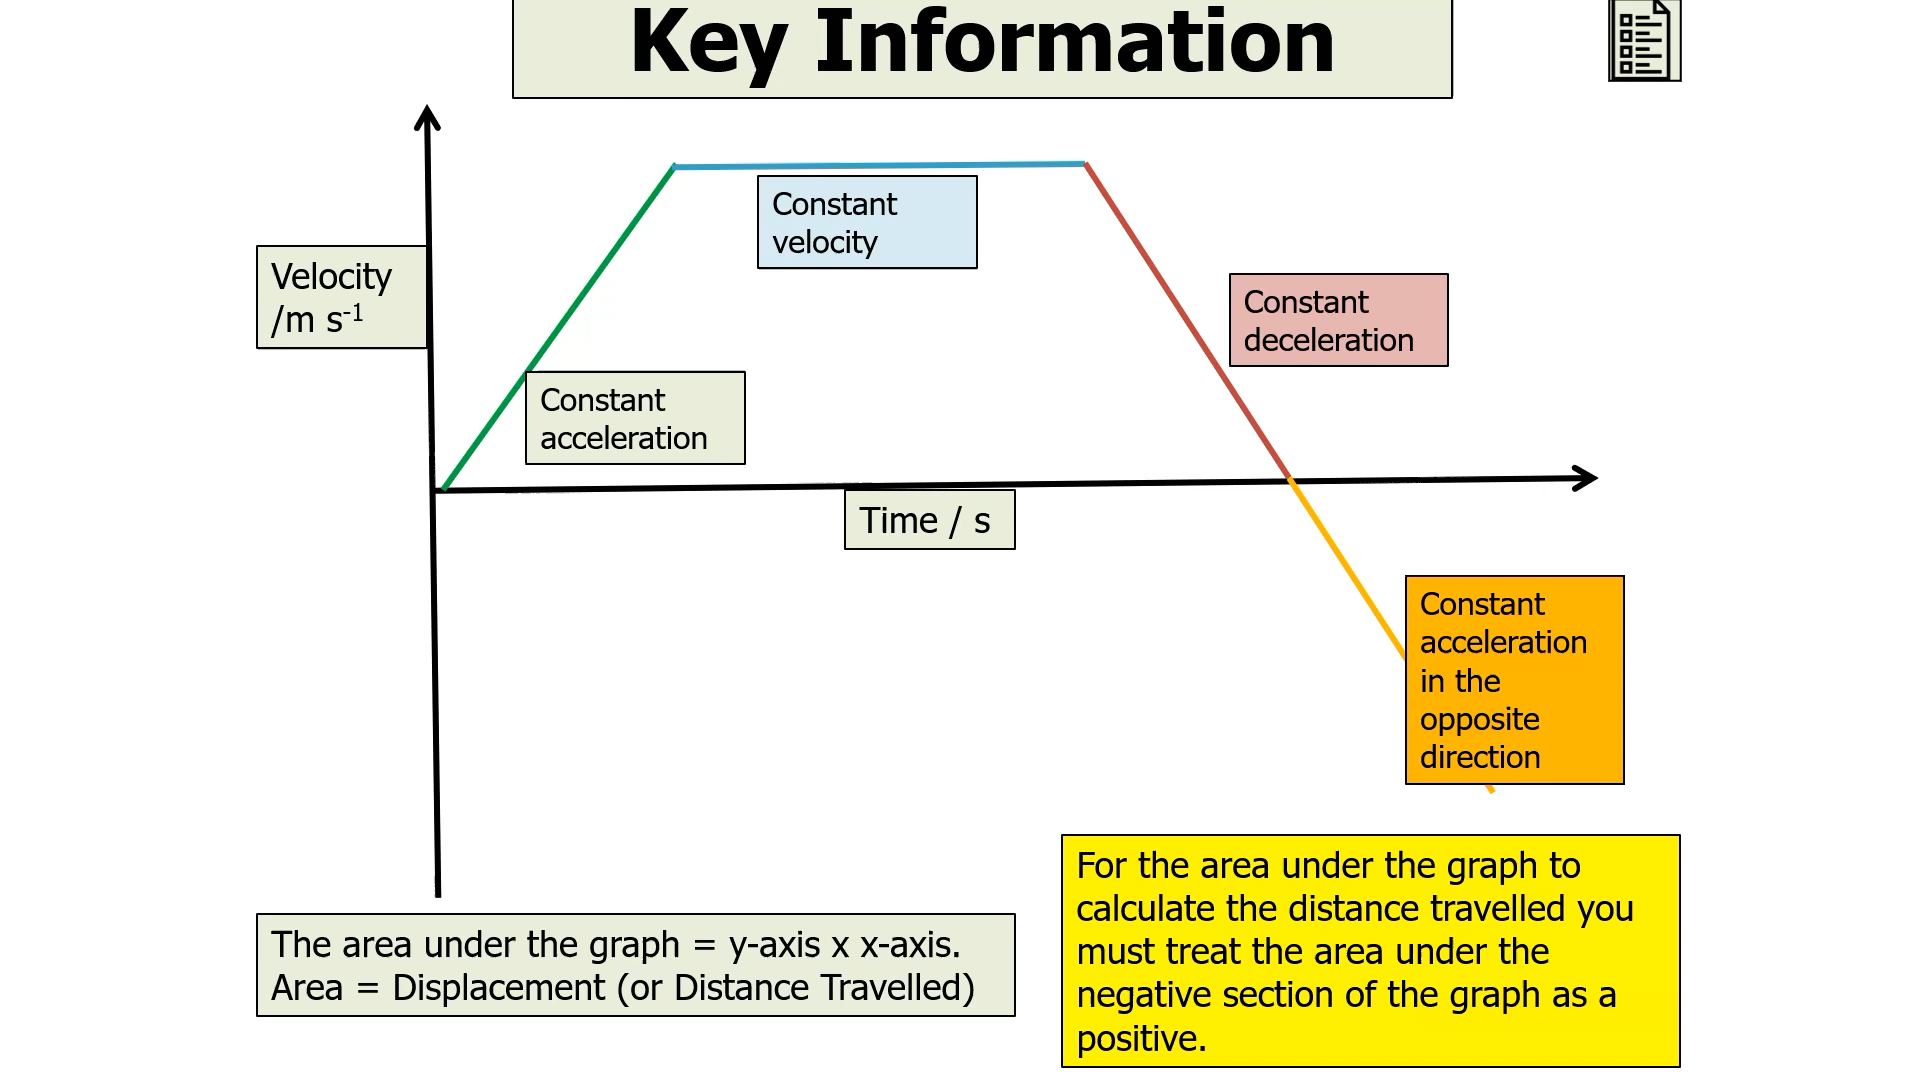 Key Information
Velocity
/m s⁻¹
Constant
velocity
Constant
deceleration
Constant
acceleration
Time / s
Constant
acceleration
in the
opposite
direction
The area under the graph = y-axis x x-axis.
Area = Displacement (or Distance Travelled)
For the area under the graph to
calculate the distance travelled you
must treat the area under the
negative section of the graph as a
positive.